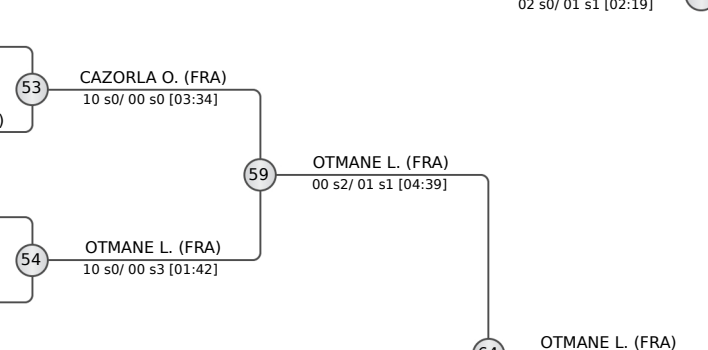 02 s0/ 01 s1 [02:19]
CAZORLA O. (FRA)
53
10 s0/ 00 s0 [03:34]
)
OTMANE L. (FRA)
59
00 s2/ 01 s1 [04:39]
OTMANE L. (FRA)
54
10 s0/ 00 s3 [01:42]
OTMANE L. (FRA)